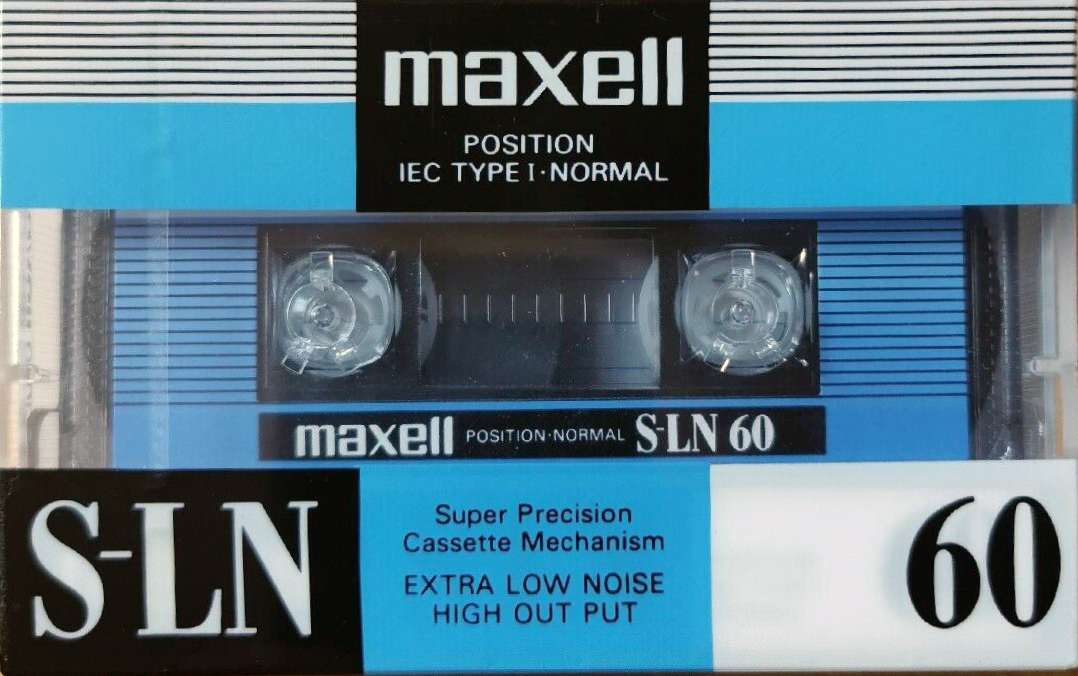 maxell
POSITION
IEC TYPE I·NORMAL
maxell POSITION·NORMAL S-LN 60
S-LN
Super Precision
Cassette Mechanism
EXTRA LOW NOISE
HIGH OUT PUT
60